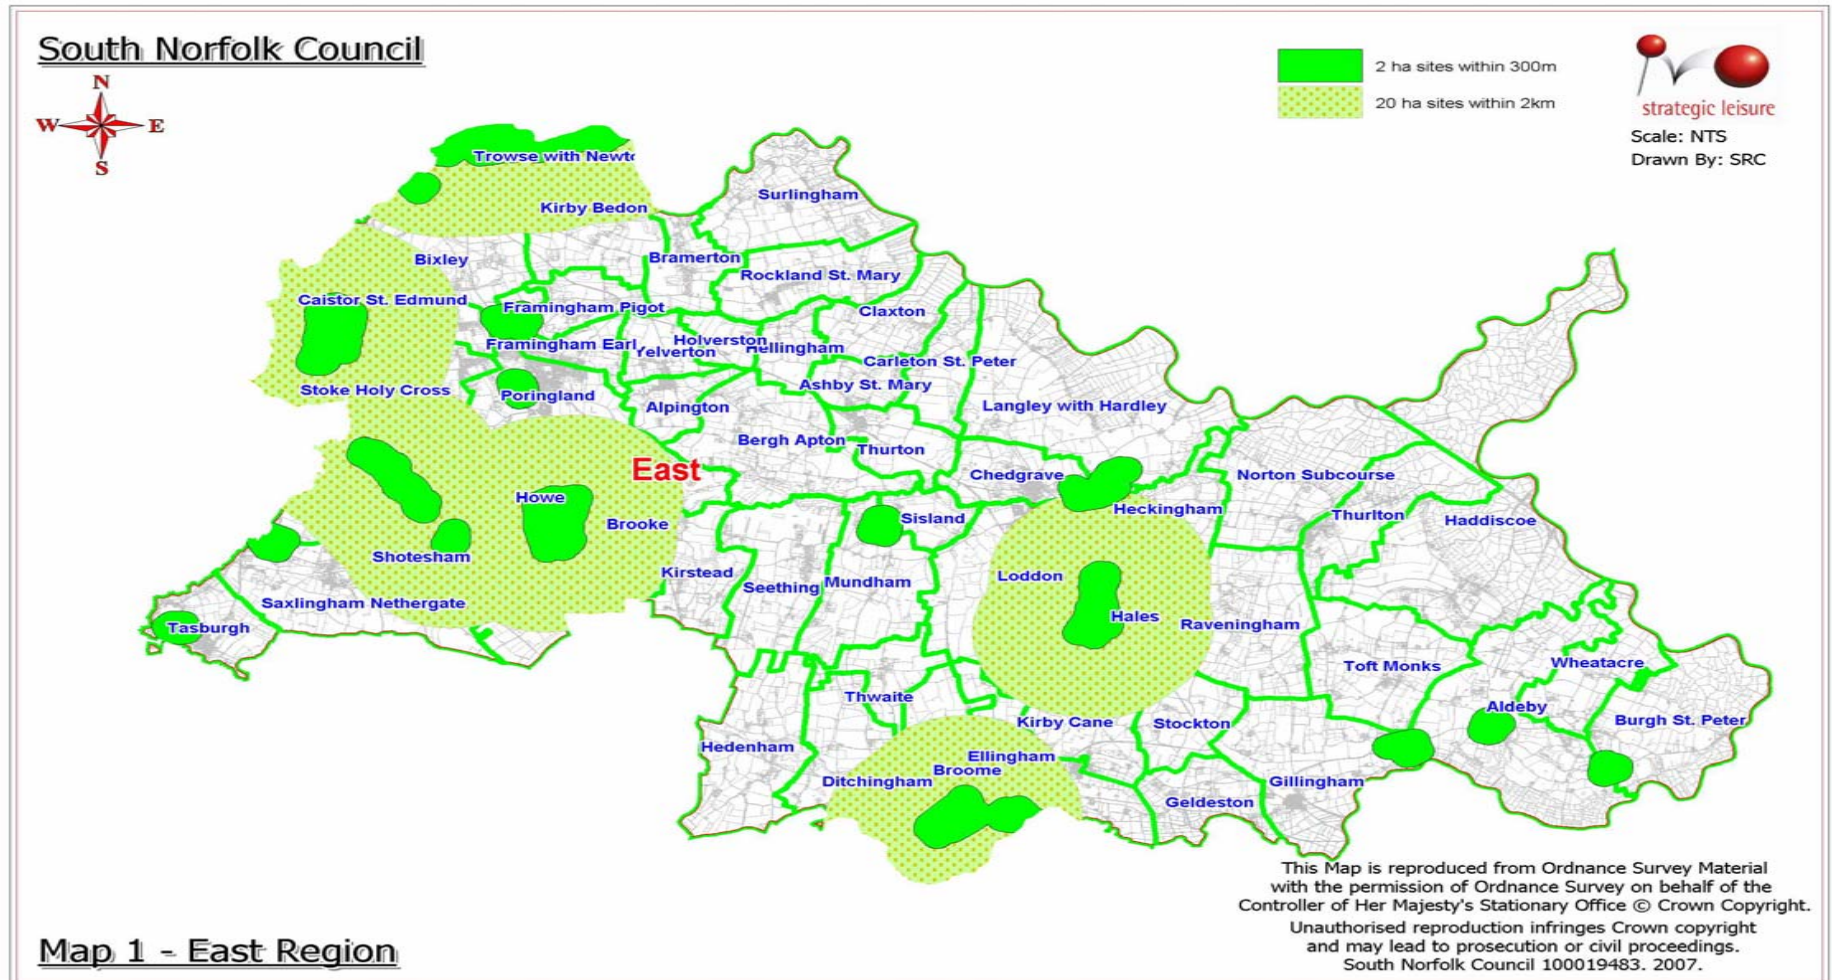 South Norfolk Council
N
W E
S
2 ha sites within 300m
20 ha sites within 2km
strategic leisure
Scale: NTS
Drawn By: SRC
Trowse with Newto
Surlingham
Kirby Bedon
Bixley
Bramerton
Rockland St. Mary
Caistor St. Edmund
Framingham Pigot
Claxton
Framingham Earl
Holverston
Yelverton
Hellingham
Carleton St. Peter
Ashby St. Mary
Stoke Holy Cross
Poringland
Alpington
Langley with Hardley
Bergh Apton
Thurton
East
Chedgrave
Norton Subcourse
Howe
Heckingham
Thurlton
Haddiscoe
Brooke
Sisland
Shotesham
Kirstead
Seething
Mundham
Loddon
Saxlingham Nethergate
Hales
Raveningham
Tasburgh
Toft Monks
Wheatacre
Thwaite
Aldeby
Kirby Cane
Stockton
Burgh St. Peter
Hedenham
Ellingham
Broome
Ditchingham
Gillingham
Geldeston
This Map is reproduced from Ordnance Survey Material
with the permission of Ordnance Survey on behalf of the
Controller of Her Majesty's Stationary Office © Crown Copyright.
Unauthorised reproduction infringes Crown copyright
and may lead to prosecution or civil proceedings.
South Norfolk Council 100019483. 2007.
Map 1 - East Region